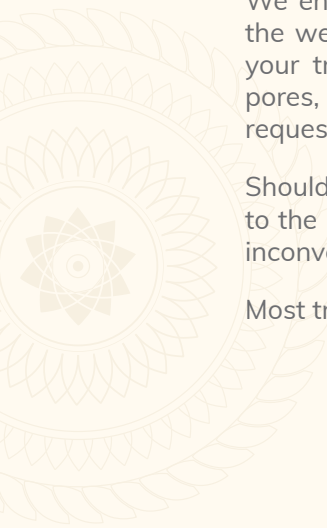 We en
the we
your tr
pores,
reques
Should
to the
inconve
Most tr